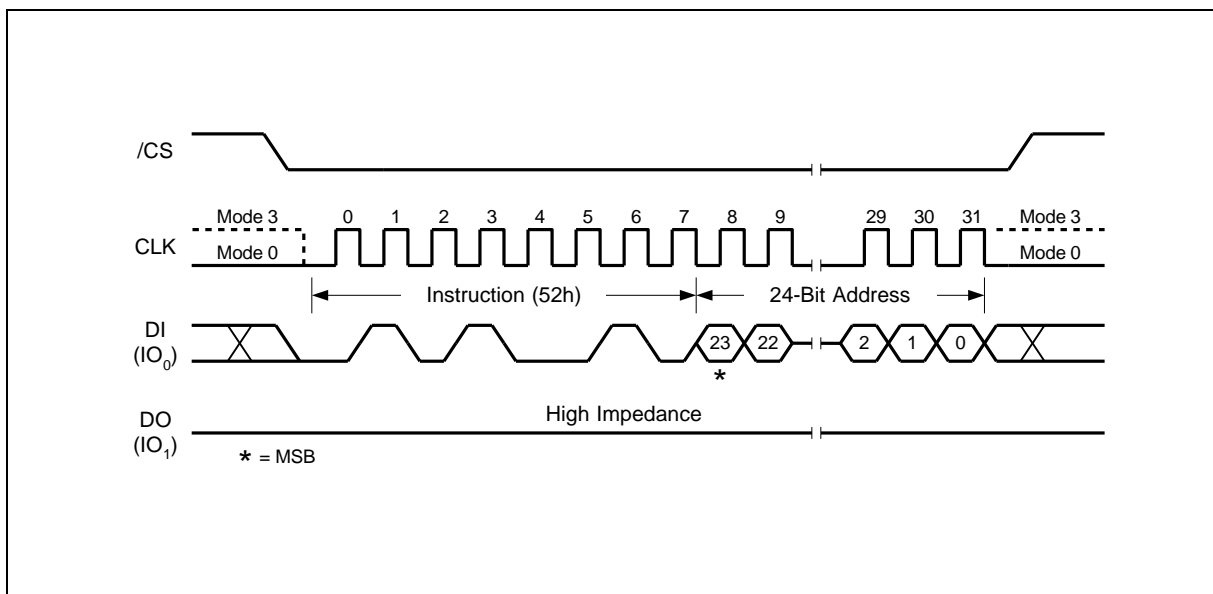 /CS
Mode 3
0 1 2 3 4 5 6 7 8 9 29 30 31
Mode 3
CLK
Mode 0
Mode 0
Instruction (52h)
24-Bit Address
DI
(IO0)
23 22 2 1 0
*
DO
(IO1)
High Impedance
* = MSB